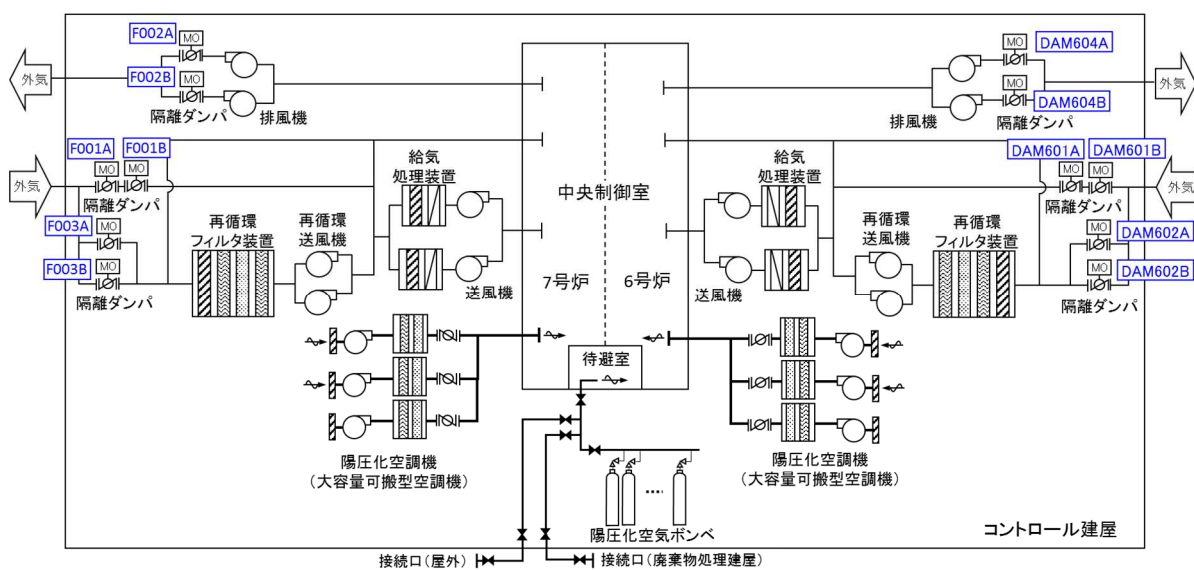 F002A
MO
DAM604A
MO
外気
F002B
MO
隔離ダンパ
排風機
排風機
MO
DAM604B
隔離ダンパ
外気
F001A
F001B
MO
MO
隔離ダンパ
外気
DAM601A
DAM601B
MO
MO
隔離ダンパ
外気
給気
処理装置
中央制御室
給気
処理装置
F003A
MO
再循環
フィルタ装置
再循環
送風機
再循環
送風機
再循環
フィルタ装置
DAM602A
MO
F003B
MO
隔離ダンパ
送風機
7号炉
6号炉
送風機
DAM602B
MO
隔離ダンパ
待避室
陽圧化空調機
(大容量可搬型空調機)
陽圧化空調機
(大容量可搬型空調機)
陽圧化空気ボンベ
コントロール建屋
接続口(屋外)
接続口(廃棄物処理建屋)